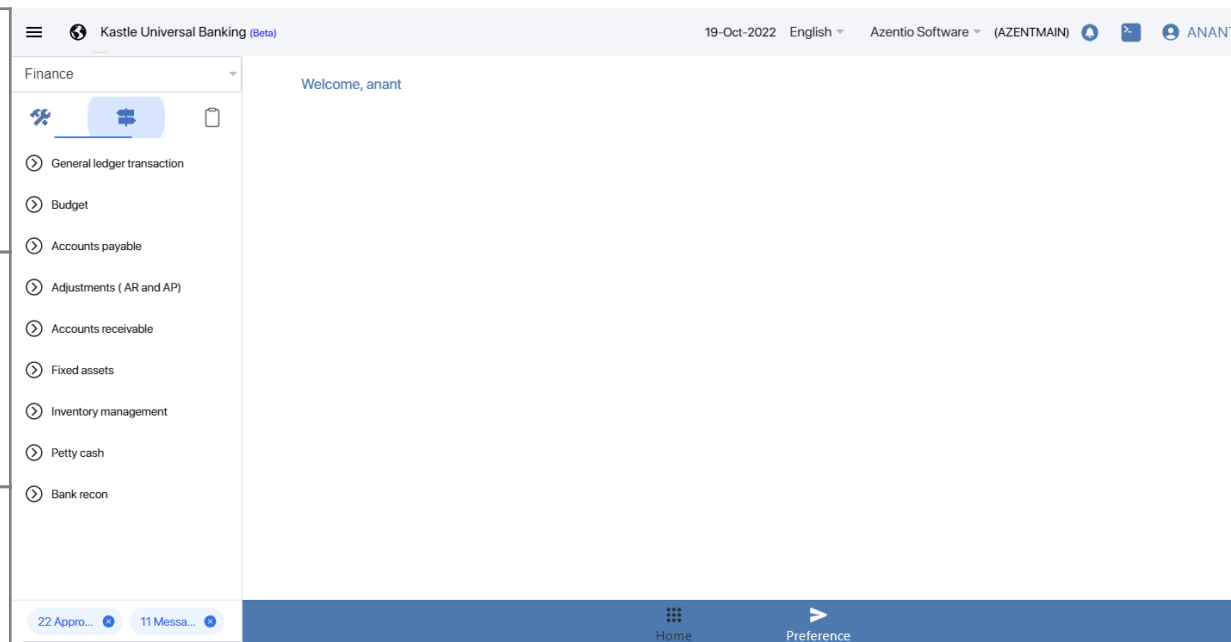 Kastle Universal Banking (Beta)
19-Oct-2022 English Azentio Software (AZENTMAIN) ANANT
Finance
Welcome, anant
General ledger transaction
Budget
Accounts payable
Adjustments ( AR and AP)
Accounts receivable
Fixed assets
Inventory management
Petty cash
Bank recon
22 Appro... 11 Messa...
Home
Preference